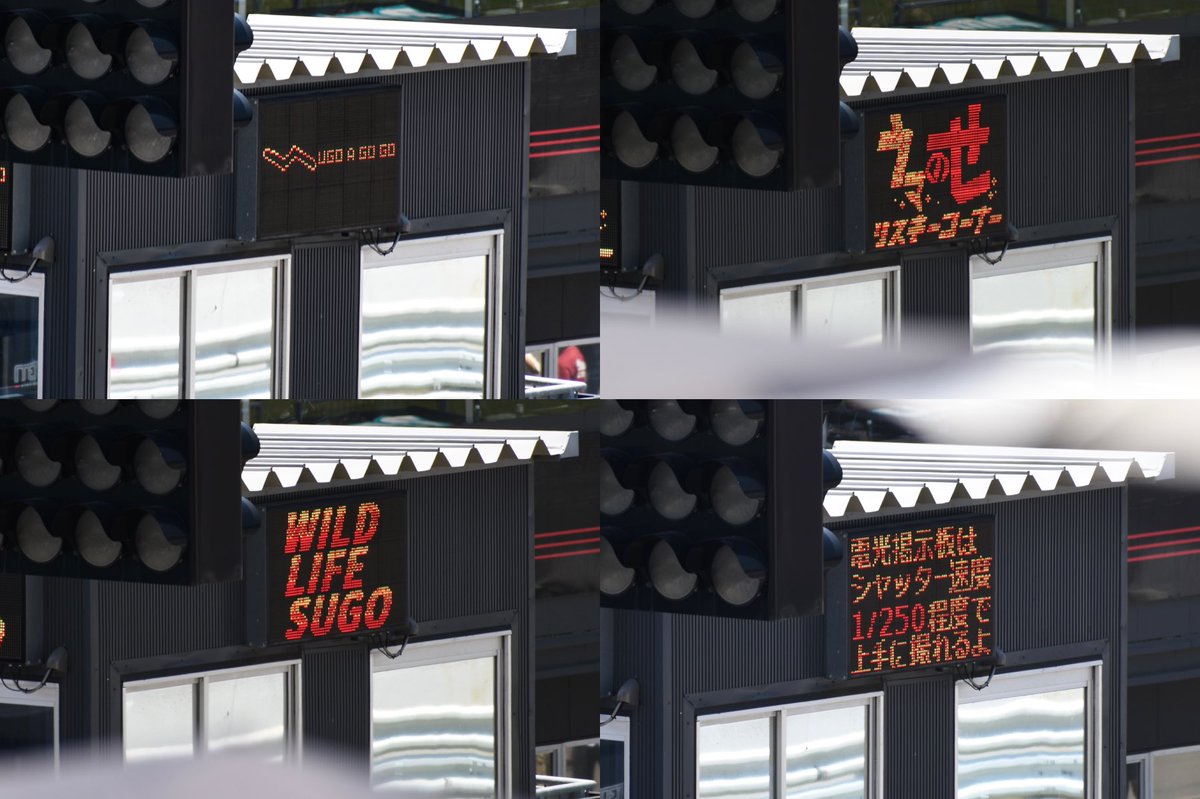 UGO A GO GO
ウマ
のせ
リスキーコーナー
WILD
LIFE
SUGO
電光掲示板は
シャッター速度
1/250程度で
上手に撮れるよ